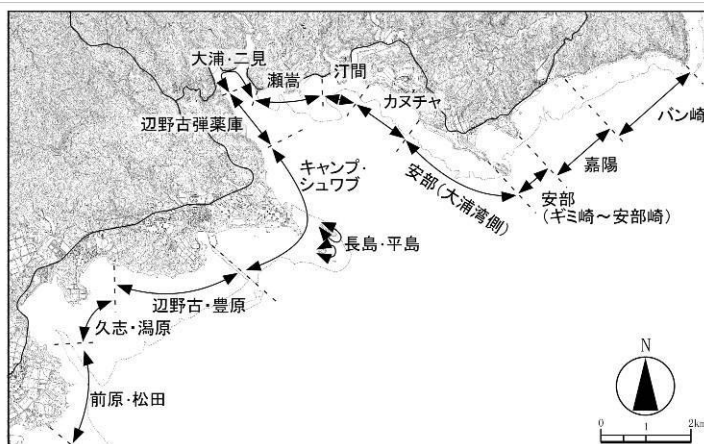 大浦・二見
瀬嵩
汀間
カヌチャ
バン崎
辺野古弾薬庫
嘉陽
キャンプ・
シュワブ
安部(大浦湾側)
安部
(ギミ崎~安部崎)
長島・平島
辺野古・豊原
久志・潟原
前原・松田
N
0 1 2km